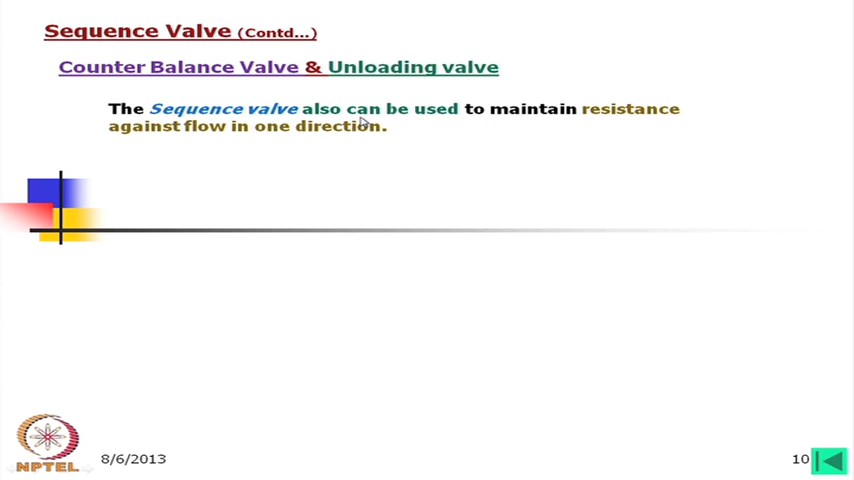 Sequence Valve (Contd...)
Counter Balance Valve & Unloading valve
The Sequence valve also can be used to maintain resistance
against flow in one direction.
NPTEL
8/6/2013
10